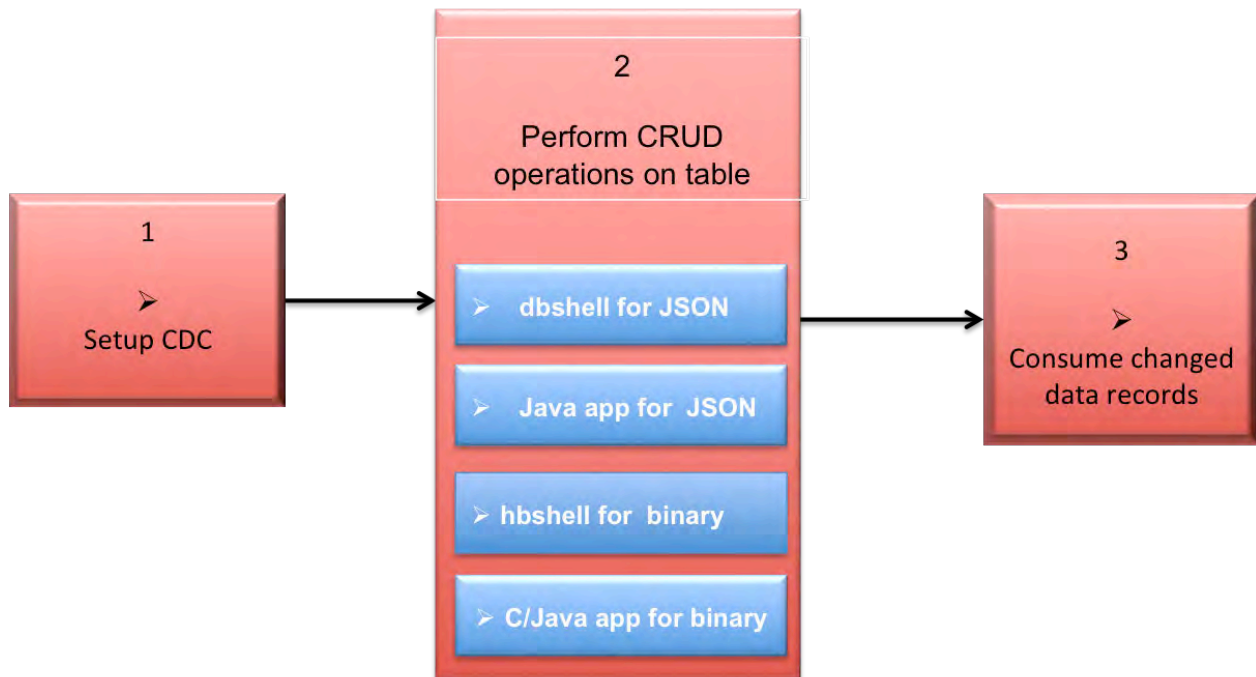 1
➢
Setup CDC
2
Perform CRUD
operations on table
➢ dbshell for JSON
➢ Java app for JSON
➢ hbshell for binary
➢ C/Java app for binary
3
➢
Consume changed
data records